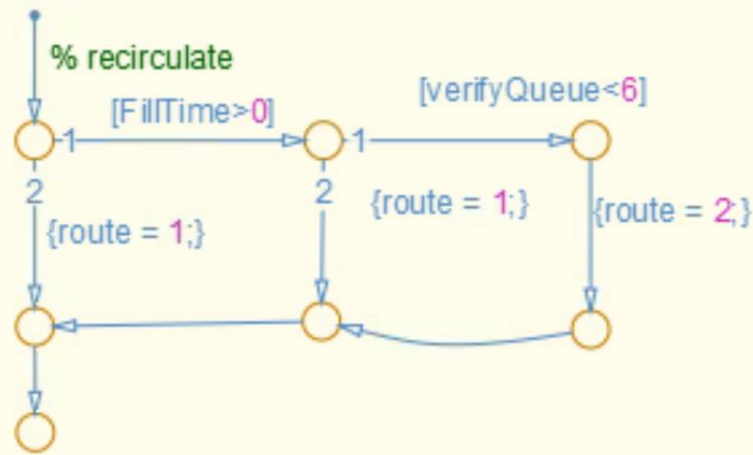 % recirculate
[FillTime>0]
[verifyQueue<6]
1
1
2
2
{route = 1;}
{route = 1;}
{route = 2;}